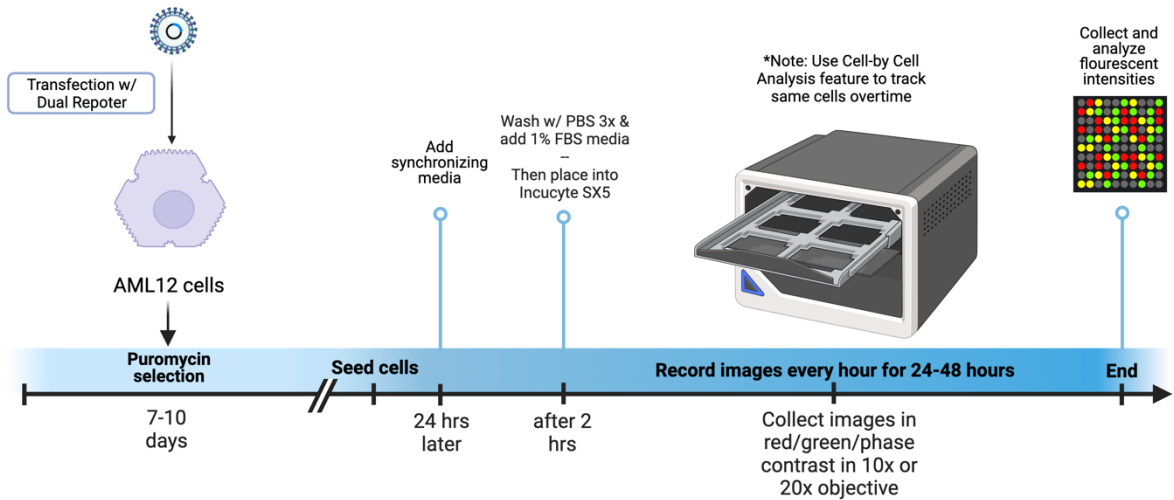 Transfection w/
Dual Repoter
AML12 cells
Puromycin
selection
7-10
days
Seed cells
Add
synchronizing
media
24 hrs
later
Wash w/ PBS 3x &
add 1% FBS media
--
Then place into
Incucyte SX5
after 2
hrs
*Note: Use Cell-by Cell
Analysis feature to track
same cells overtime
Record images every hour for 24-48 hours
Collect images in
red/green/phase
contrast in 10x or
20x objective
Collect and
analyze
flourescent
intensities
End